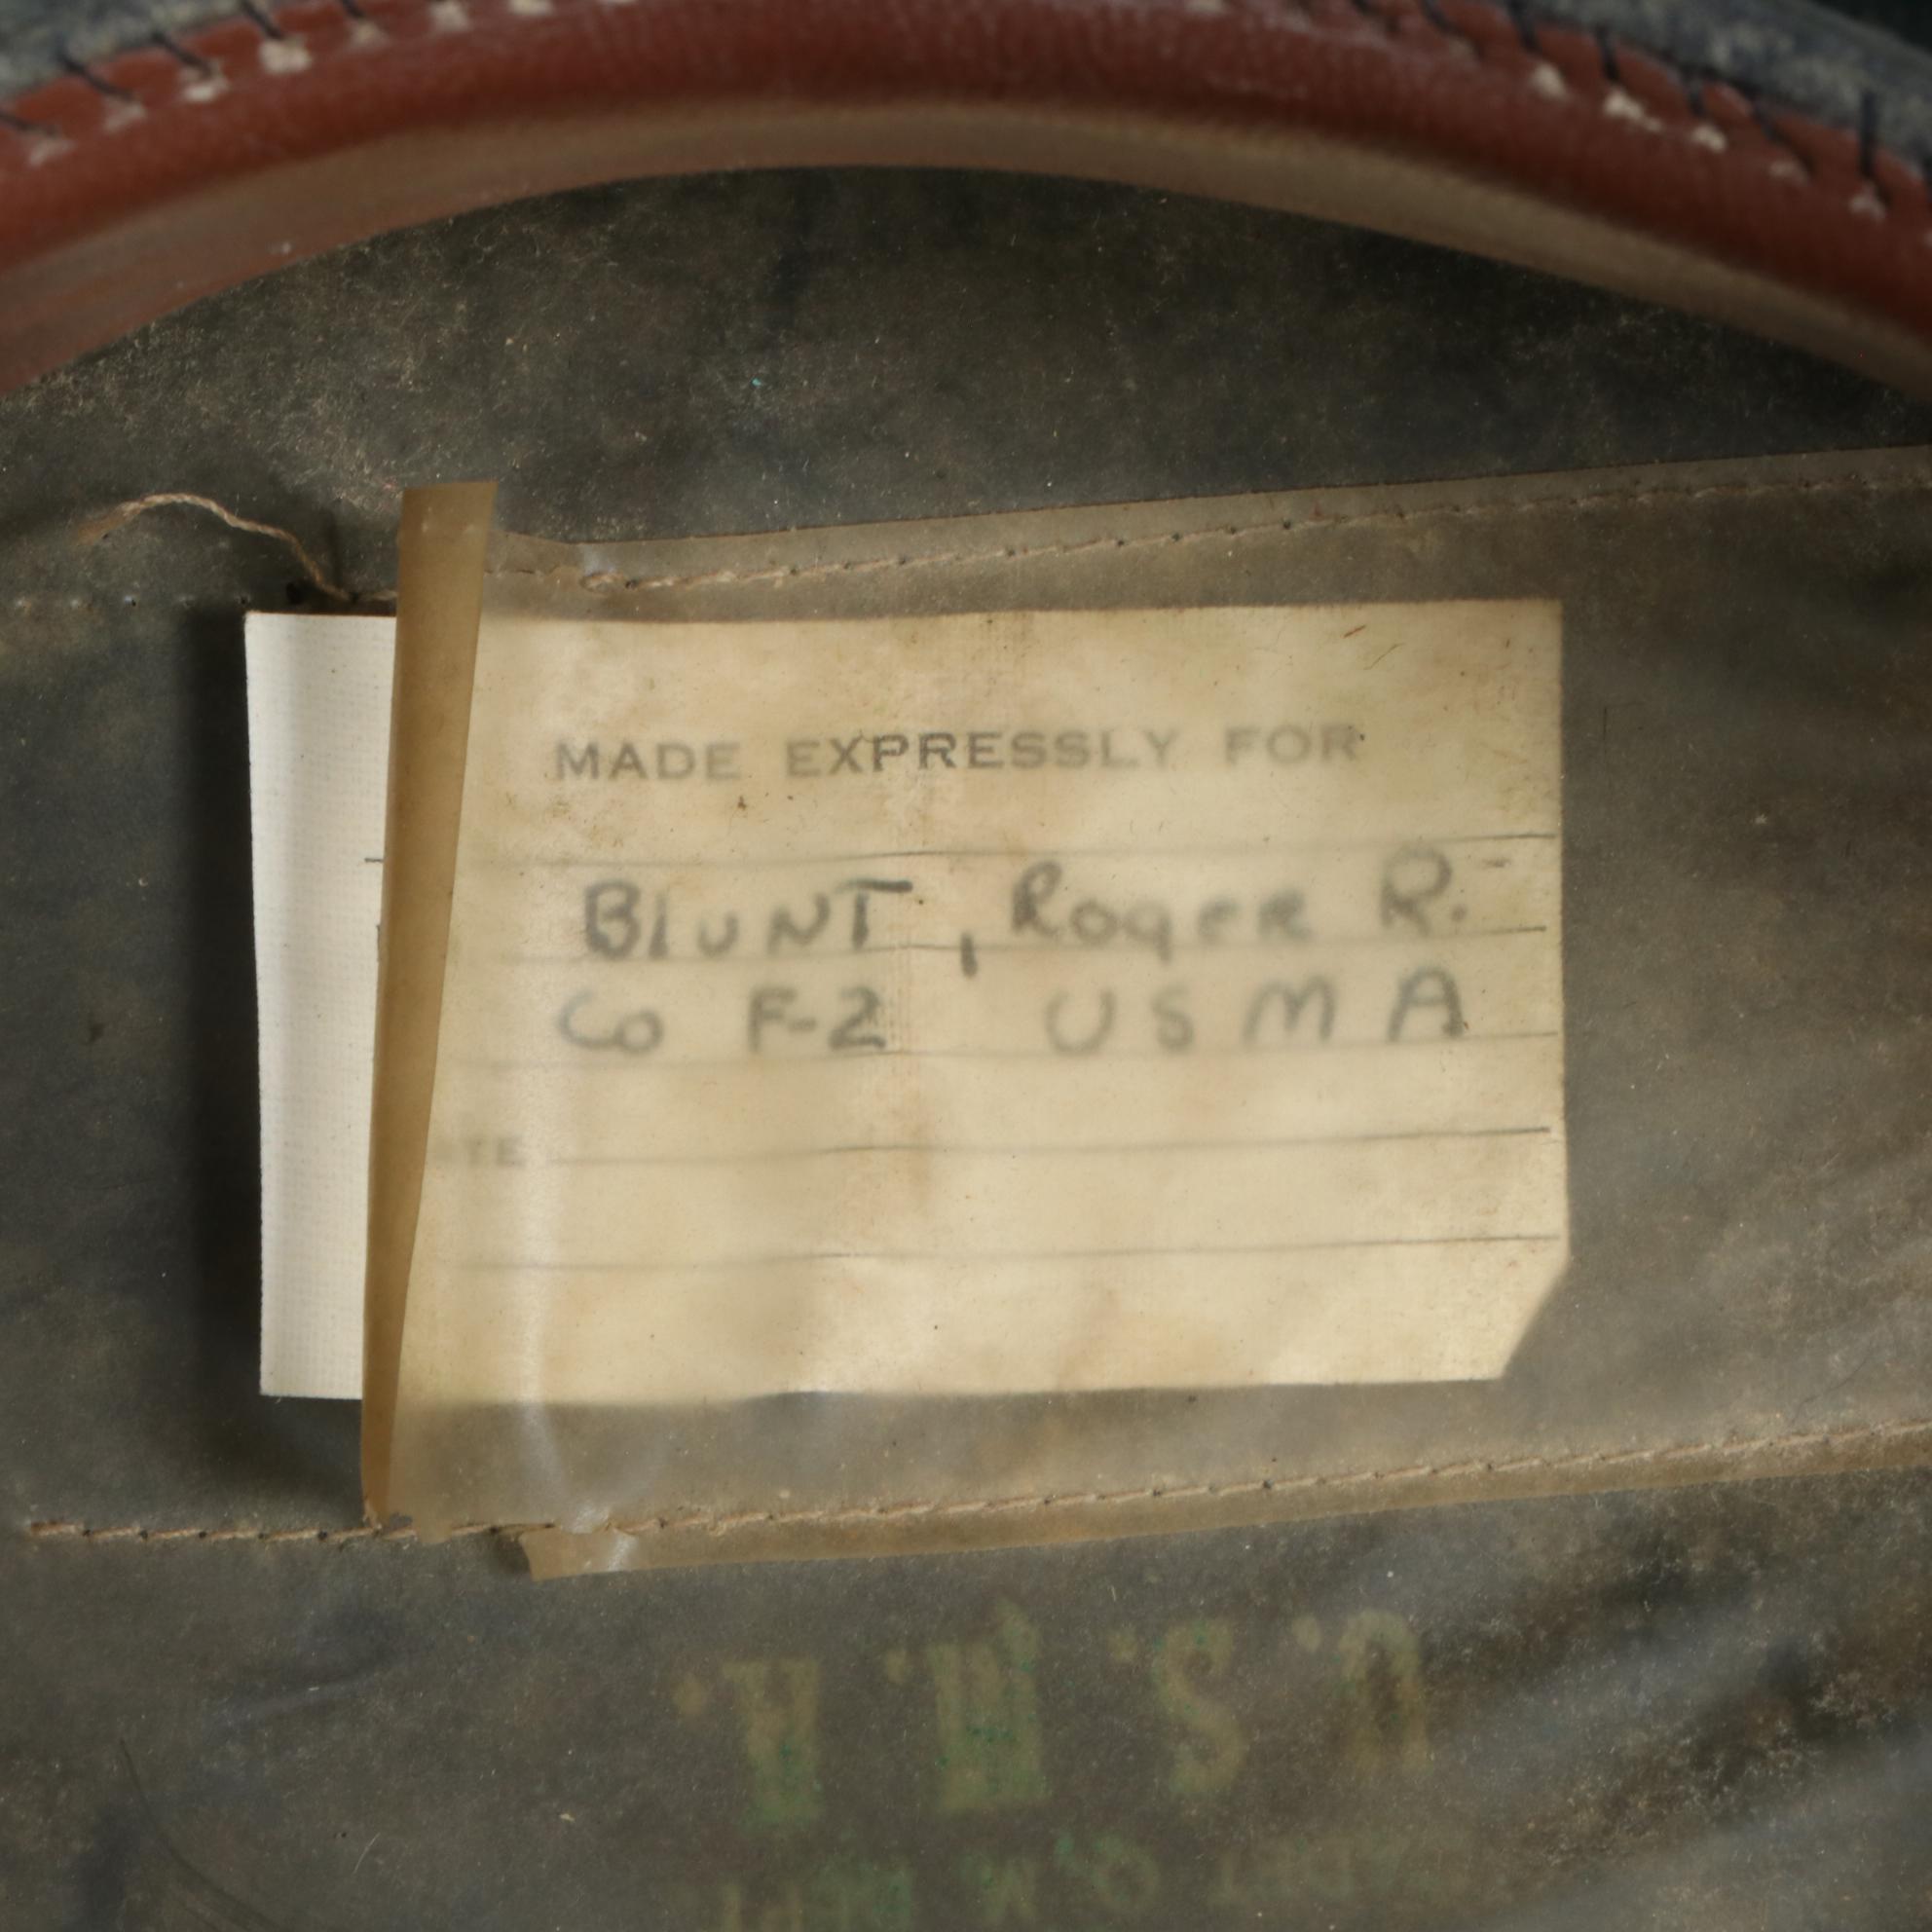 MADE EXPRESSLY FOR
Blunt, Roger R.
Co F-2 USMA
U.S.M.A.